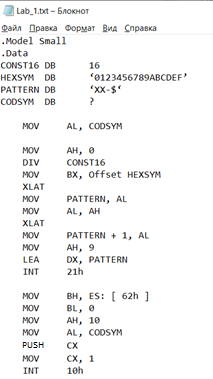 Lab_1.txt – Блокнот
Файл Правка Формат Вид Справка
.Model Small
.Data
CONST16 DB 16
HEXSYM DB ‘0123456789ABCDEF’
PATTERN DB ‘XX-$‘
CODSYM DB ?
MOV AL, CODSYM
MOV AH, 0
DIV CONST16
MOV BX, Offset HEXSYM
XLAT
MOV PATTERN, AL
MOV AL, AH
XLAT
MOV PATTERN + 1, AL
MOV AH, 9
LEA DX, PATTERN
INT 21h
MOV BH, ES: [ 62h ]
MOV BL, 0
MOV AH, 10
MOV AL, CODSYM
PUSH CX
MOV CX, 1
INT 10h